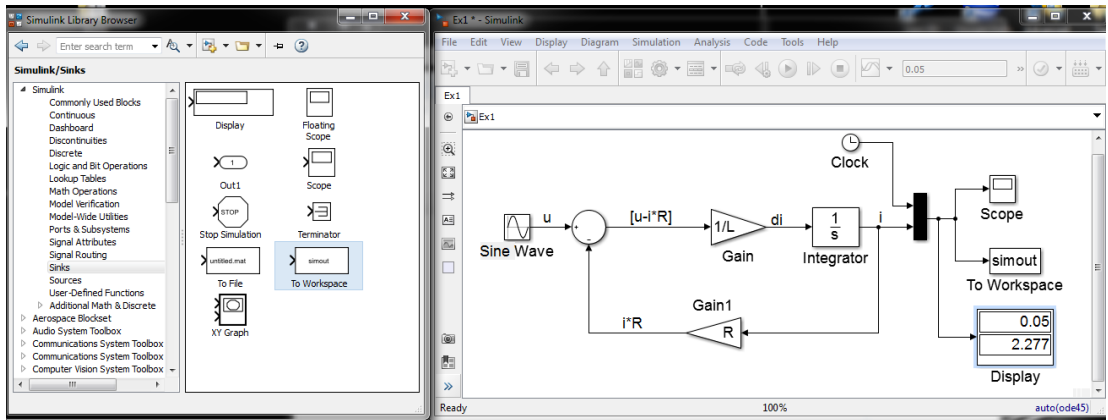 Simulink Library Browser
Enter search term
Simulink/Sinks
Simulink
Commonly Used Blocks
Continuous
Dashboard
Discontinuities
Discrete
Logic and Bit Operations
Lookup Tables
Math Operations
Model Verification
Model-Wide Utilities
Ports & Subsystems
Signal Attributes
Signal Routing
Sinks
Sources
User-Defined Functions
Additional Math & Discrete
Aerospace Blockset
Audio System Toolbox
Communications System Toolbox
Communications System Toolbox
Computer Vision System Toolbox
Display
Floating
Scope
1
Out1
Scope
STOP
Stop Simulation
Terminator
untitled.mat
simout
To File
To Workspace
XY Graph
Ex1 * - Simulink
File Edit View Display Diagram Simulation Analysis Code Tools Help
0.05
Ex1
Ex1
Clock
u
[u-i*R]
di
i
Scope
1/L
1
s
Sine Wave
Gain
Integrator
simout
To Workspace
Gain1
i*R
R
0.05
2.277
Display
Ready
100%
auto(ode45)